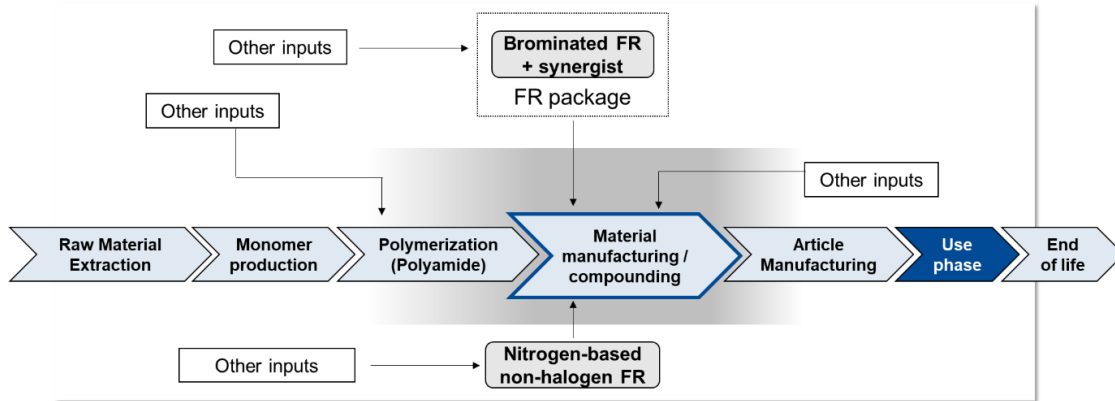 Other inputs
Brominated FR
+ synergist
FR package
Other inputs
Other inputs
Raw Material
Extraction
Monomer
production
Polymerization
(Polyamide)
Material
manufacturing /
compounding
Article
Manufacturing
Use
phase
End
of life
Other inputs
Nitrogen-based
non-halogen FR